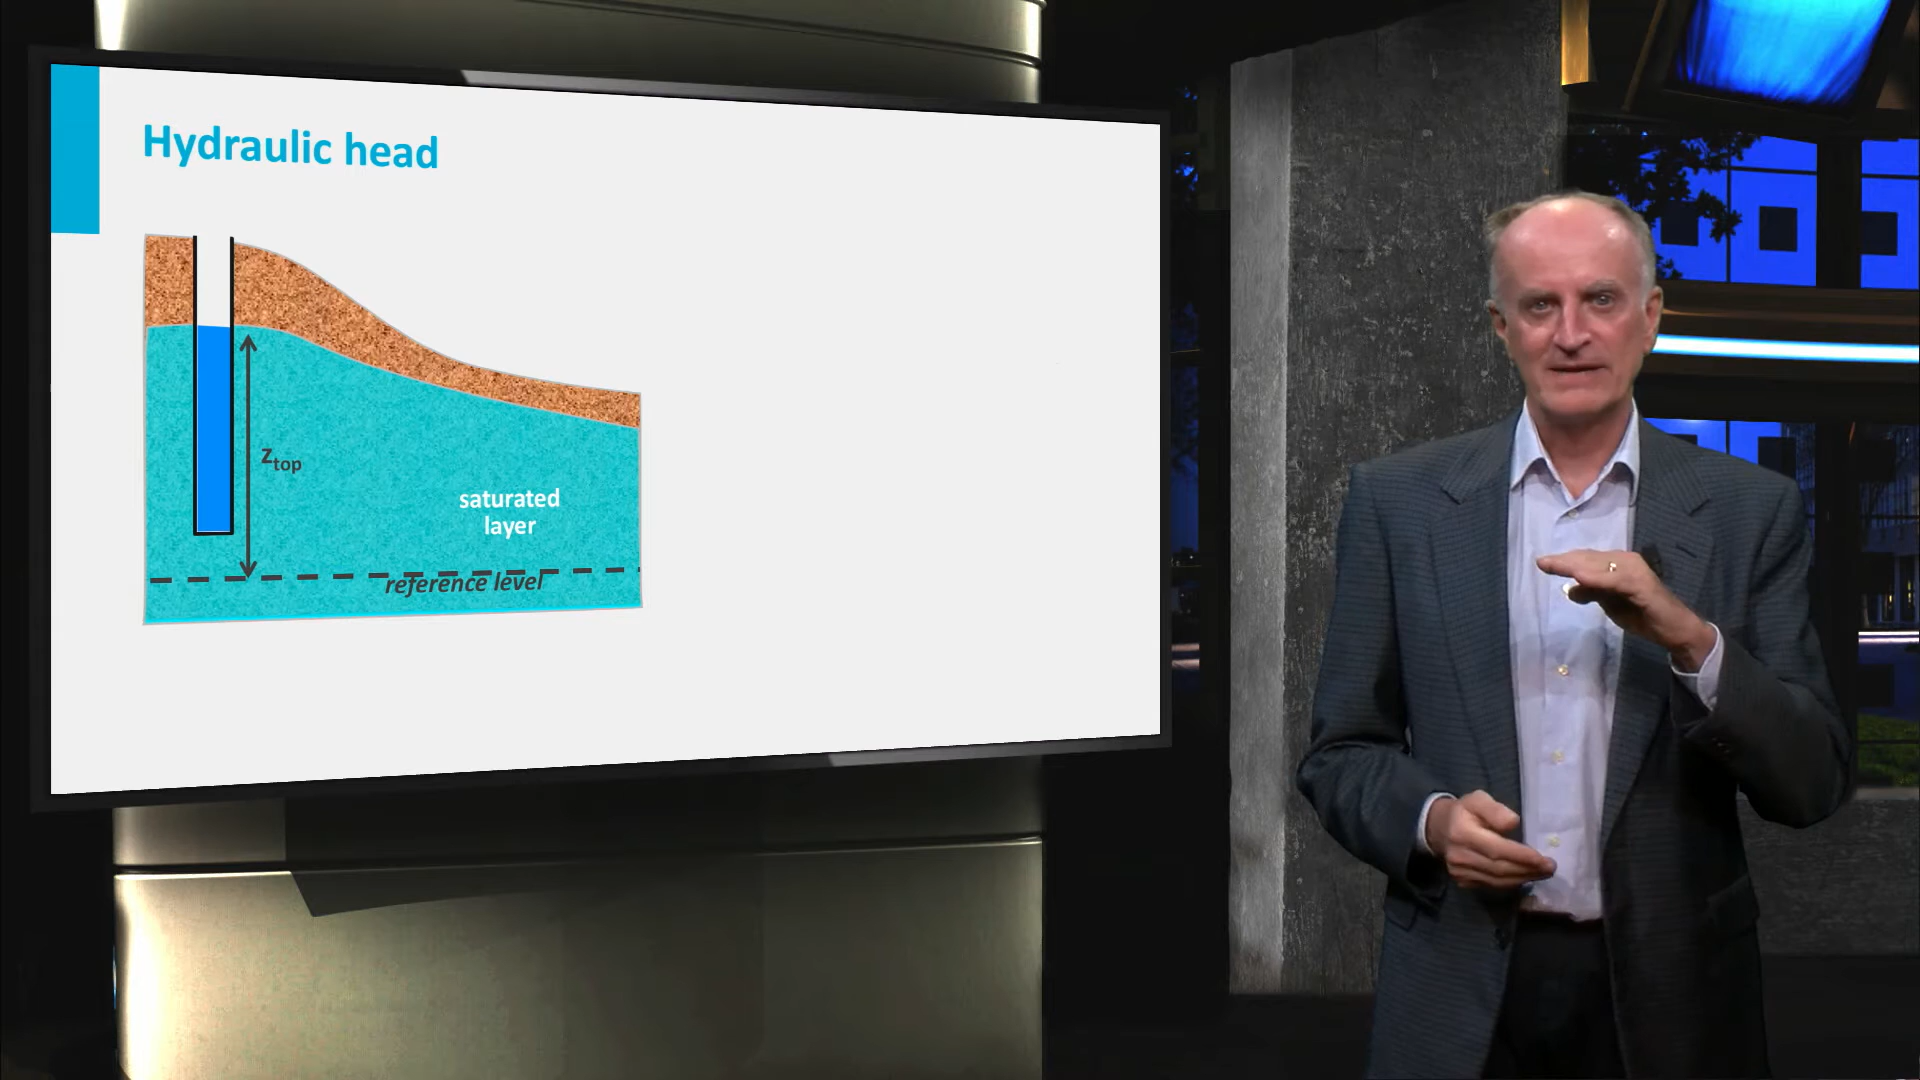 Hydraulic head
z_top
saturated
layer
reference level